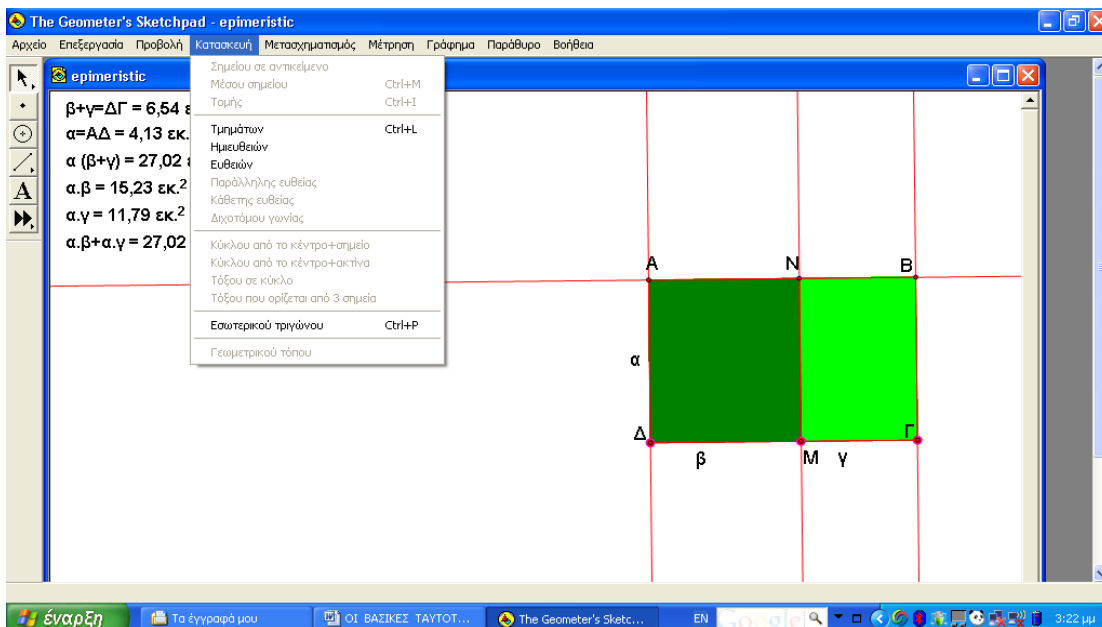 The Geometer's Sketchpad - epimeristic
Αρχείο Επεξεργασία Προβολή Κατασκευή Μετασχηματισμός Μέτρηση Γράφημα Παράθυρο Βοήθεια
epimeristic
Σημείου σε αντικείμενο
Μέσου σημείου Ctrl+M
Τομής Ctrl+I
Τμημάτων Ctrl+L
Ημιευθειών
Ευθειών
Παράλληλης ευθείας
Κάθετης ευθείας
Διχοτόμου γωνίας
Κύκλου από το κέντρο+σημείο
Κύκλου από το κέντρο+ακτίνα
Τόξου σε κύκλο
Τόξου που ορίζεται από 3 σημεία
Εσωτερικού τριγώνου Ctrl+P
Γεωμετρικού τόπου
β+γ=ΔΓ = 6,54 ε
α=ΑΔ = 4,13 εκ.
α (β+γ) = 27,02
α.β = 15,23 εκ.²
α.γ = 11,79 εκ.²
α.β+α.γ = 27,02
A
Α Ν Β
α
Δ Γ
β Μ γ
έναρξη Τα έγγραφά μου ΟΙ ΒΑΣΙΚΕΣ ΤΑΥΤΟΤ... The Geometer's Sketc... EN Google 3:22 μμ